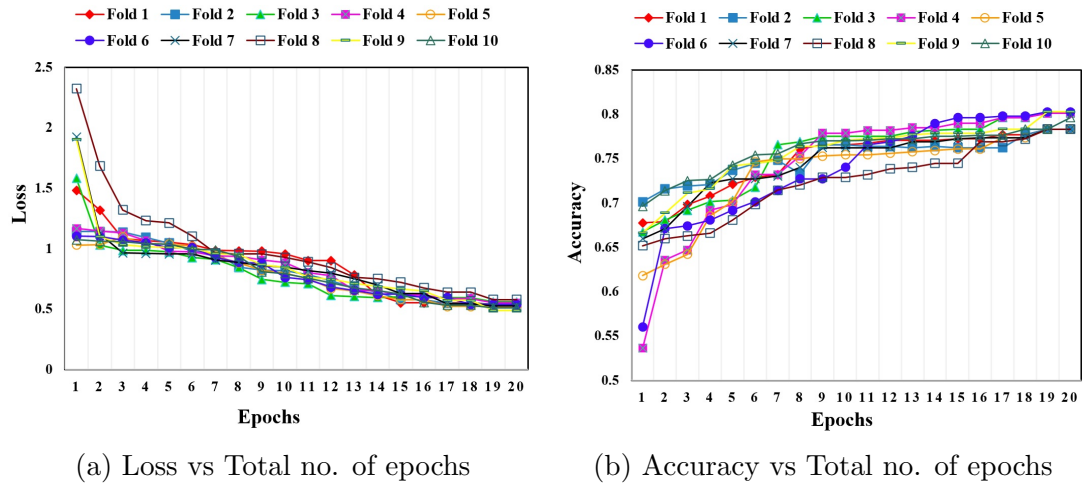 Fold 1 Fold 2 Fold 3 Fold 4 Fold 5
Fold 6 Fold 7 Fold 8 Fold 9 Fold 10
2.5
2
1.5
1
0.5
0
Loss
1 2 3 4 5 6 7 8 9 10 11 12 13 14 15 16 17 18 19 20
Epochs
(a) Loss vs Total no. of epochs
Fold 1 Fold 2 Fold 3 Fold 4 Fold 5
Fold 6 Fold 7 Fold 8 Fold 9 Fold 10
0.85
0.8
0.75
0.7
0.65
0.6
0.55
0.5
Accuracy
1 2 3 4 5 6 7 8 9 10 11 12 13 14 15 16 17 18 19 20
Epochs
(b) Accuracy vs Total no. of epochs